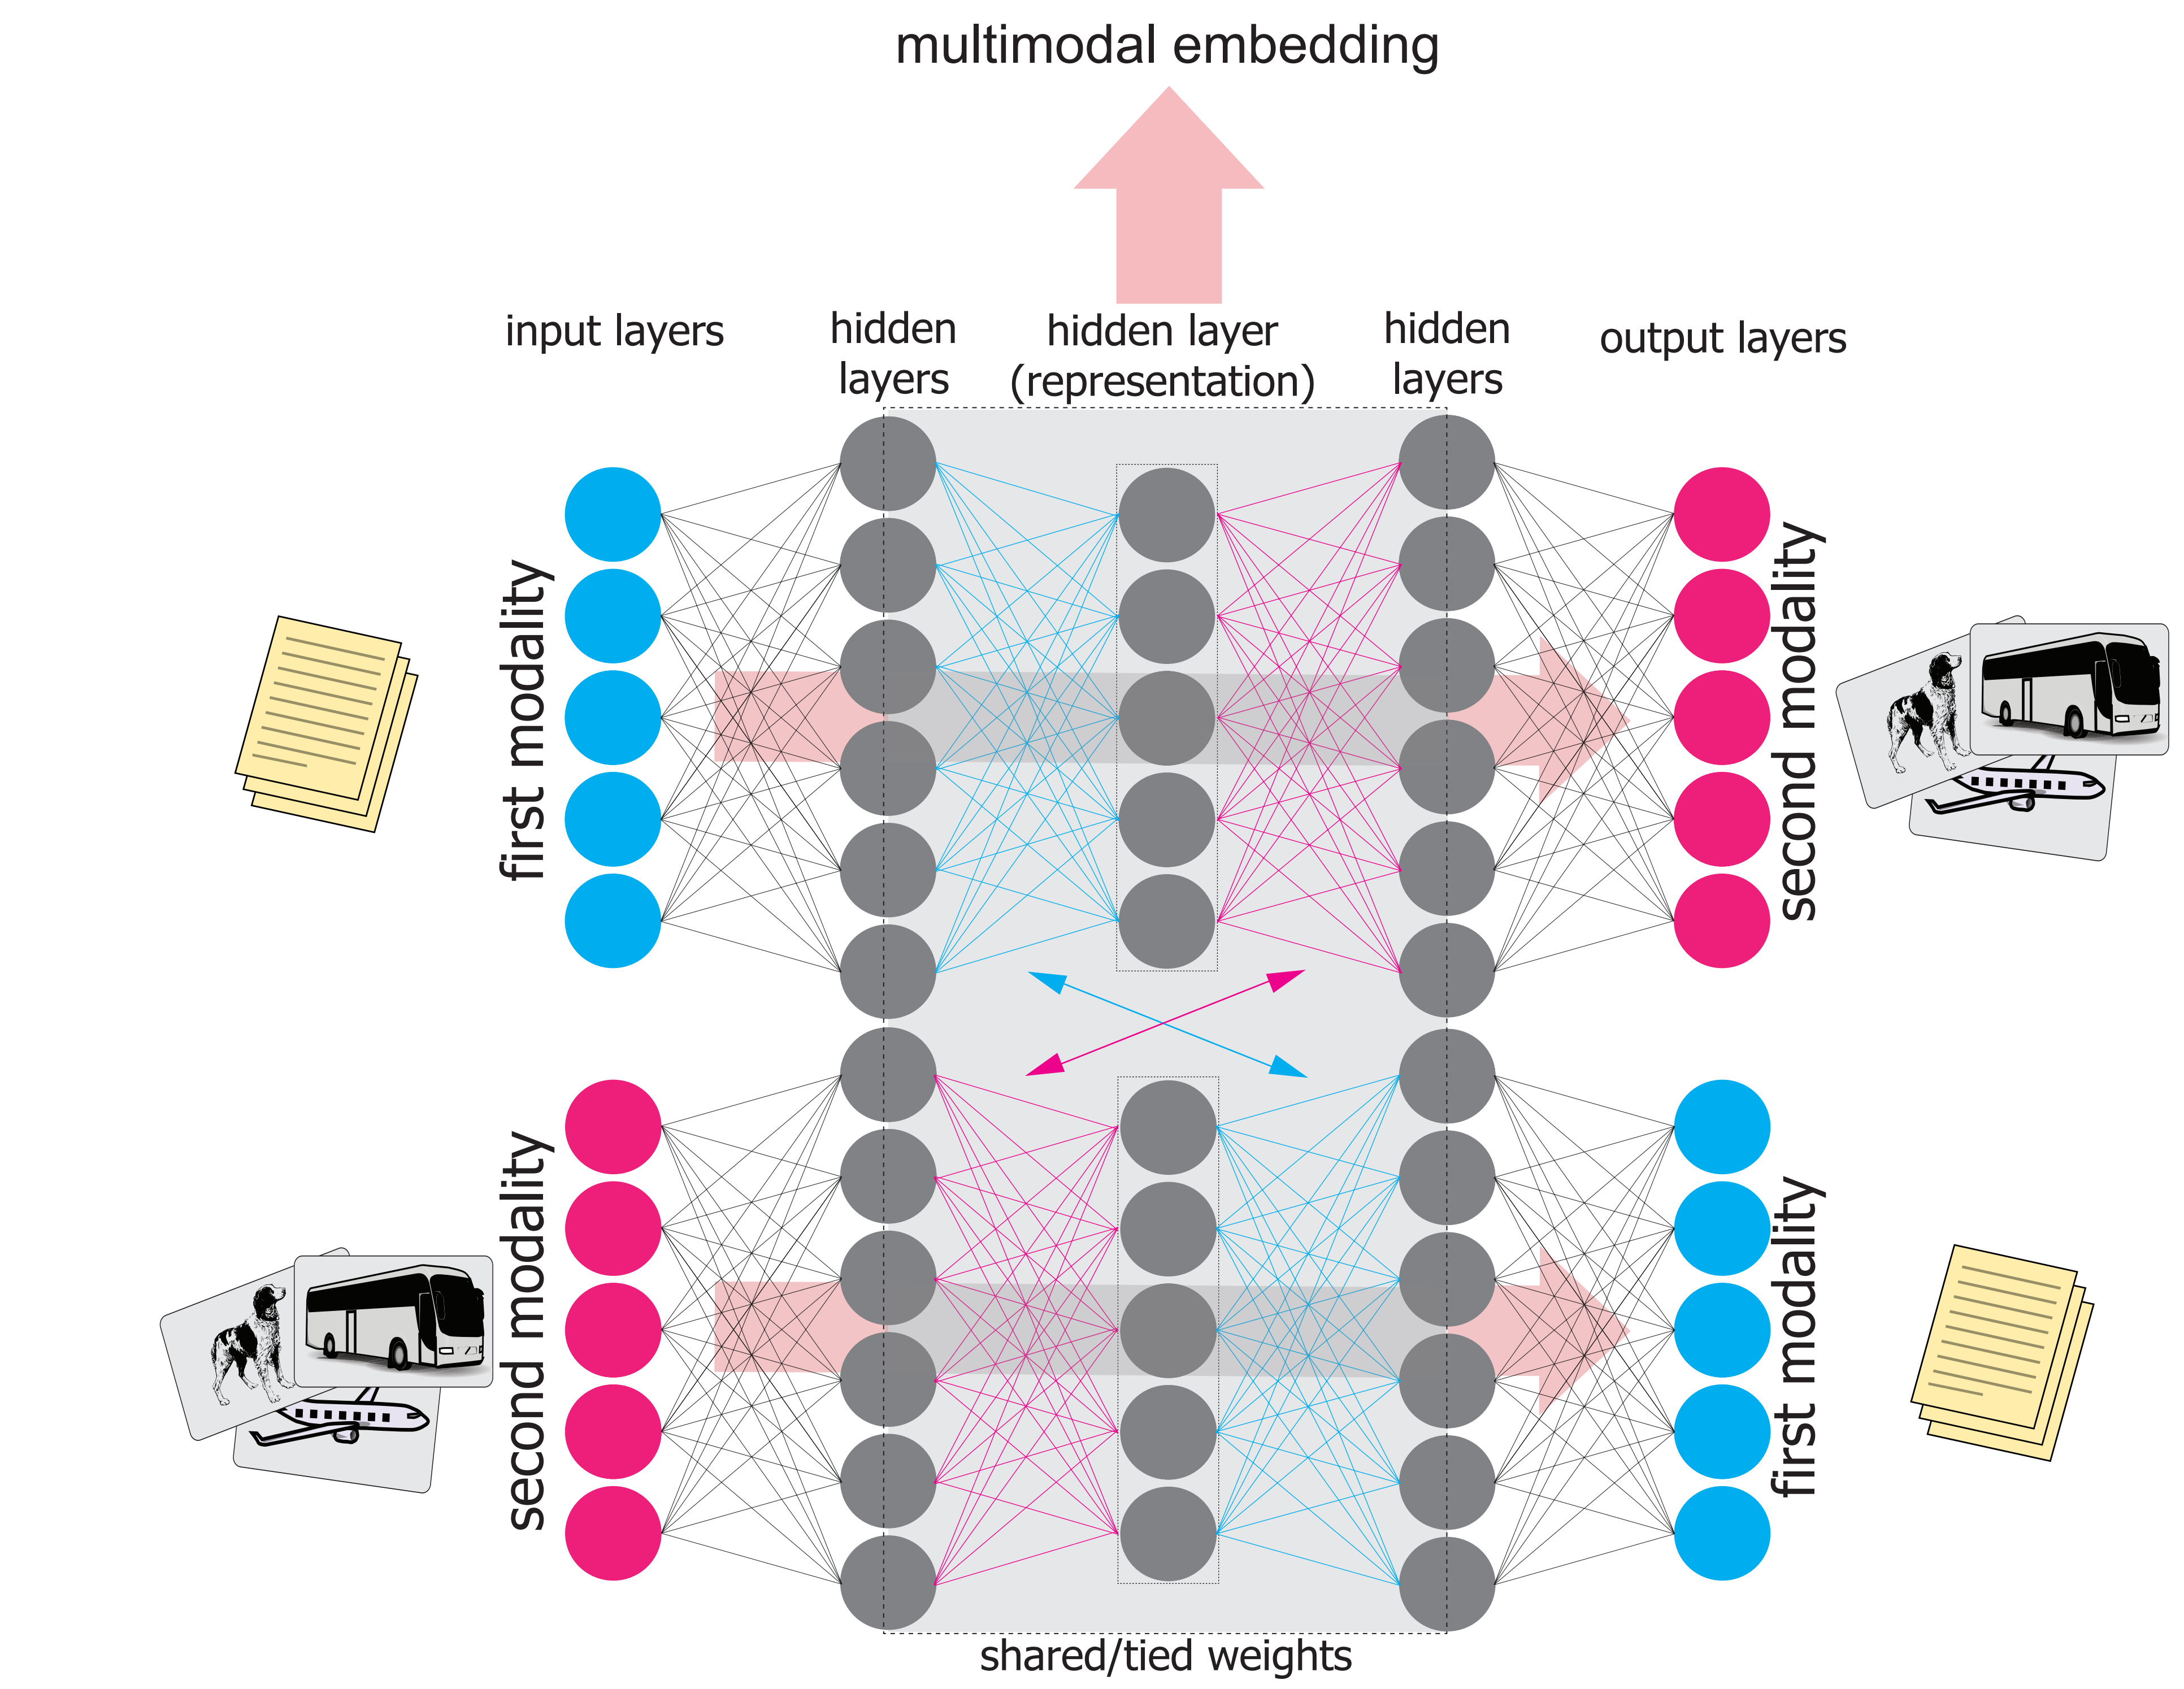 multimodal embedding
input layers
hidden
layers
hidden layer
(representation)
hidden
layers
output layers
first modality
second modality
second modality
first modality
shared/tied weights